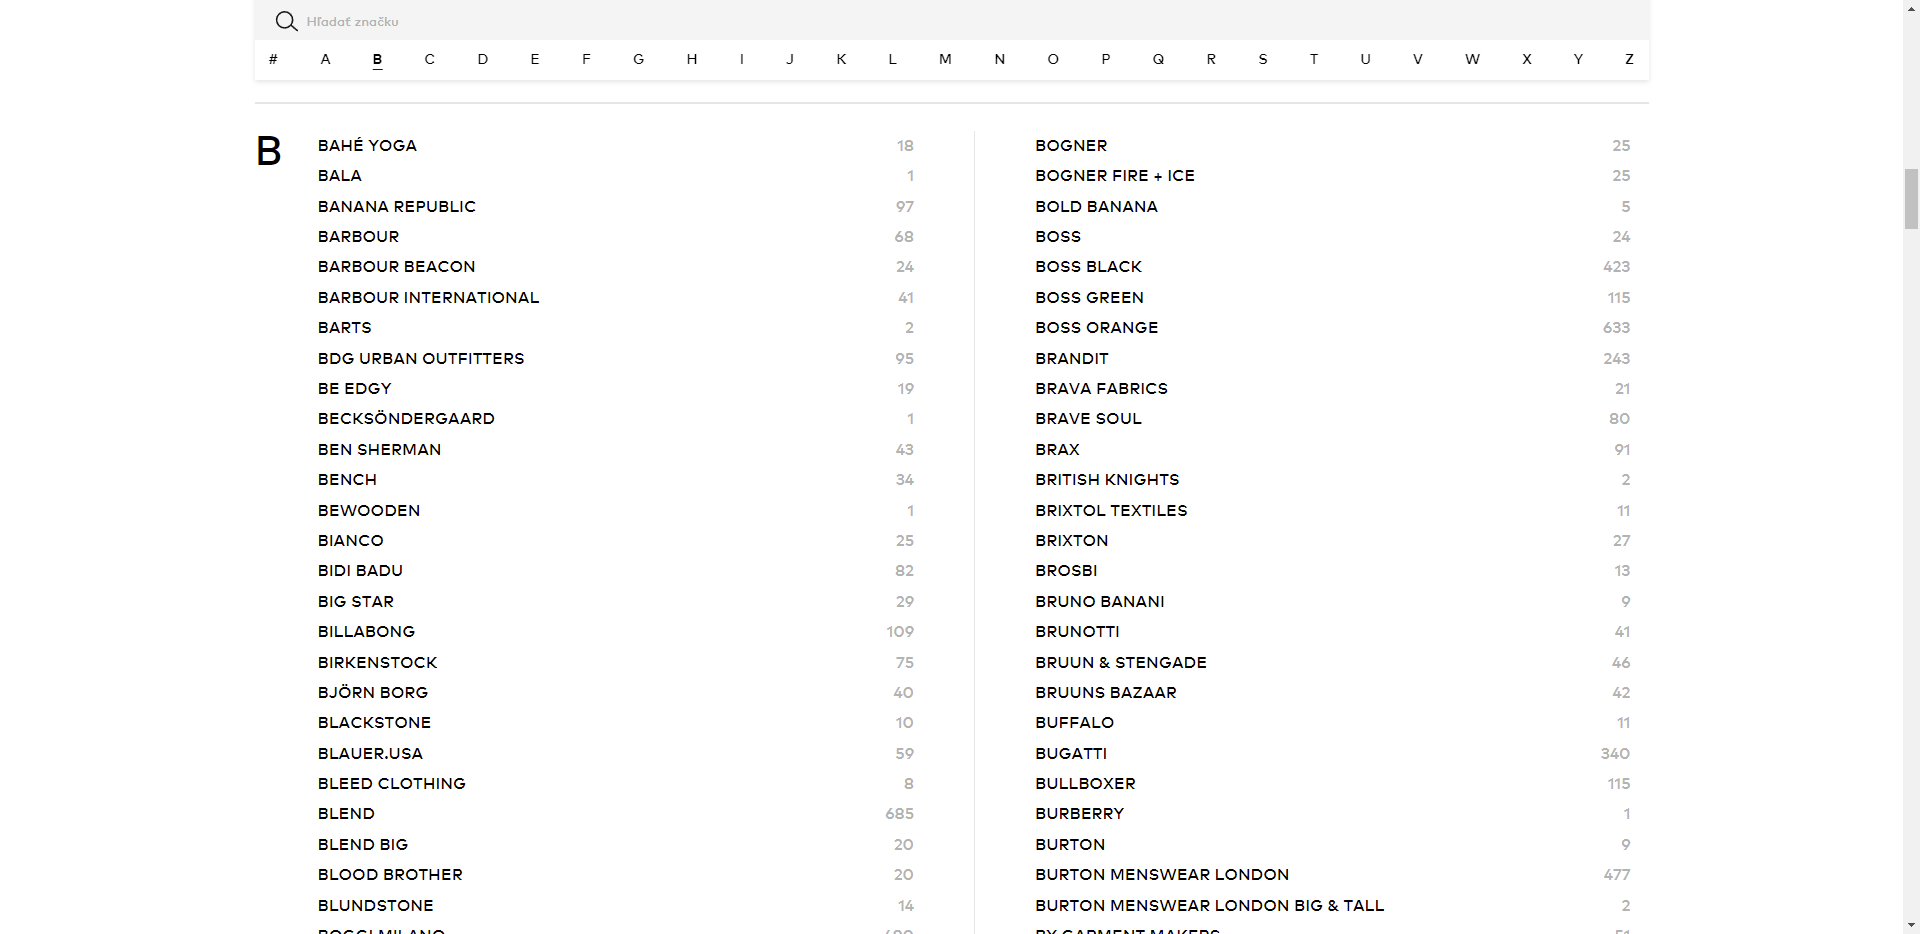 Hľadať značku
# A B C D E F G H I J K L M N O P Q R S T U V W X Y Z
B
BAHÉ YOGA 18
BALA 1
BANANA REPUBLIC 97
BARBOUR 68
BARBOUR BEACON 24
BARBOUR INTERNATIONAL 41
BARTS 2
BDG URBAN OUTFITTERS 95
BE EDGY 19
BECKSÖNDERGAARD 1
BEN SHERMAN 43
BENCH 34
BEWOODEN 1
BIANCO 25
BIDI BADU 82
BIG STAR 29
BILLABONG 109
BIRKENSTOCK 75
BJÖRN BORG 40
BLACKSTONE 10
BLAUER.USA 59
BLEED CLOTHING 8
BLEND 685
BLEND BIG 20
BLOOD BROTHER 20
BLUNDSTONE 14
BOGGI MILANO
BOGNER 25
BOGNER FIRE + ICE 25
BOLD BANANA 5
BOSS 24
BOSS BLACK 423
BOSS GREEN 115
BOSS ORANGE 633
BRANDIT 243
BRAVA FABRICS 21
BRAVE SOUL 80
BRAX 91
BRITISH KNIGHTS 2
BRIXTOL TEXTILES 11
BRIXTON 27
BROSBI 13
BRUNO BANANI 9
BRUNOTTI 41
BRUUN & STENGADE 46
BRUUNS BAZAAR 42
BUFFALO 11
BUGATTI 340
BULLBOXER 115
BURBERRY 1
BURTON 9
BURTON MENSWEAR LONDON 477
BURTON MENSWEAR LONDON BIG & TALL 2
BY GARMENT MAKERS